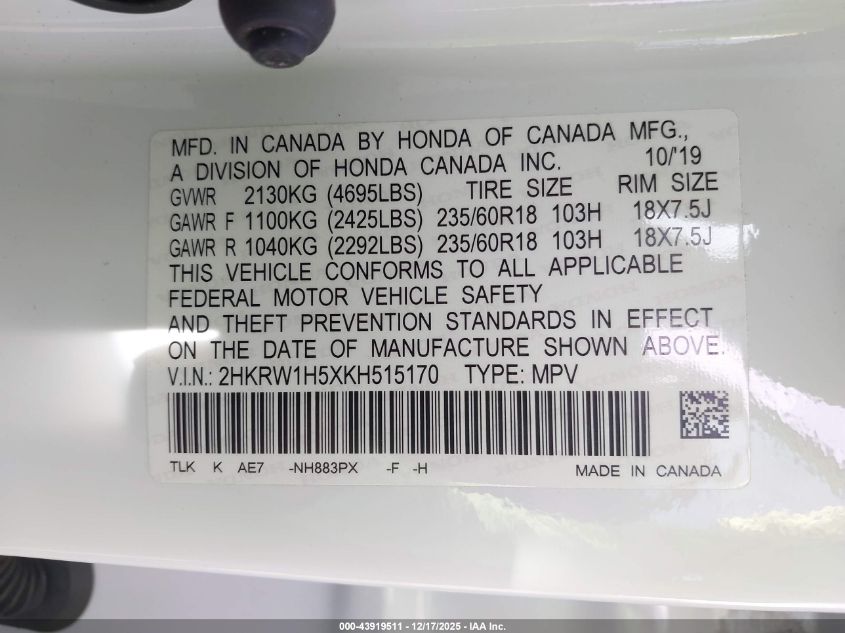 MFD. IN CANADA BY HONDA OF CANADA MFG.,
A DIVISION OF HONDA CANADA INC. 10/'19
GVWR 2130KG (4695LBS) TIRE SIZE RIM SIZE
GAWR F 1100KG (2425LBS) 235/60R18 103H 18X7.5J
GAWR R 1040KG (2292LBS) 235/60R18 103H 18X7.5J
THIS VEHICLE CONFORMS TO ALL APPLICABLE
FEDERAL MOTOR VEHICLE SAFETY
AND THEFT PREVENTION STANDARDS IN EFFECT
ON THE DATE OF MANUFACTURE SHOWN ABOVE.
V.I.N.: 2HKRW1H5XKH515170 TYPE: MPV
TLK K AE7 -NH883PX -F -H MADE IN CANADA
000-43919511 - 12/17/2025 - IAA Inc.